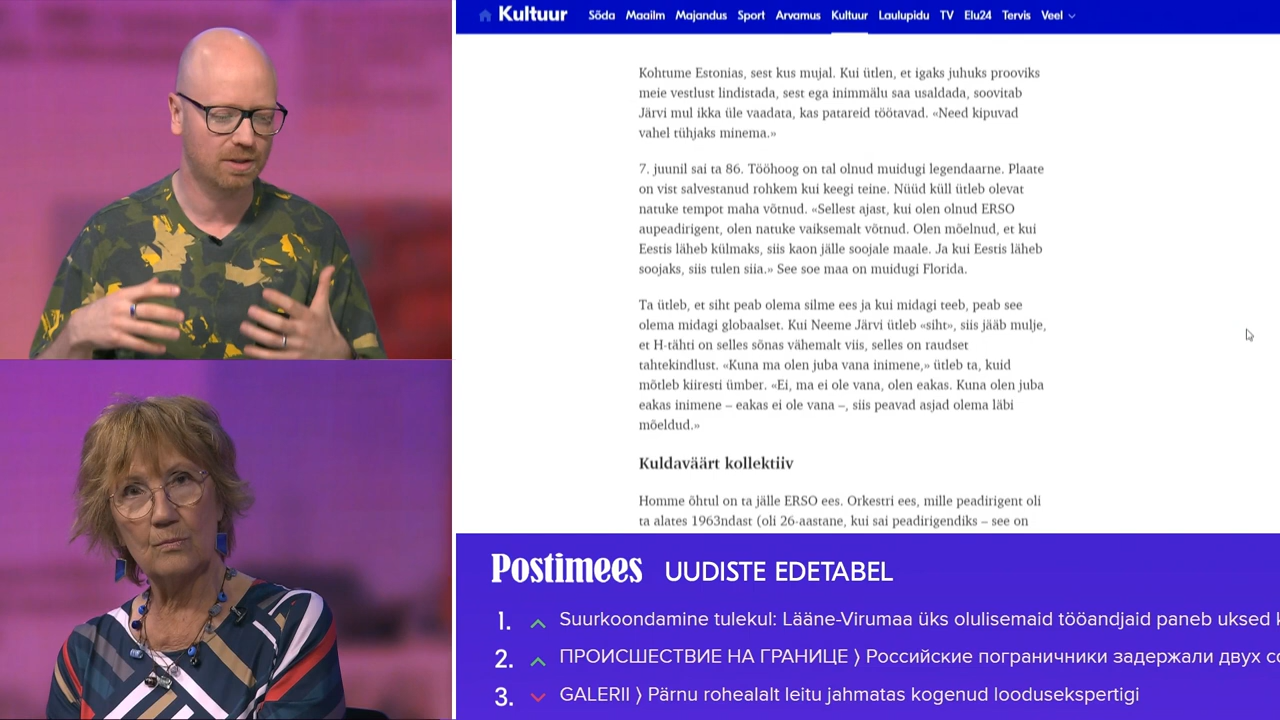 Kultuur
Sõda Maailm Majandus Sport Arvamus Kultuur Laulupidu TV Elu24 Tervis Veel
Kohtume Estonias, sest kus mujal. Kui ütlen, et igaks juhuks prooviks
meie vestlust lindistada, sest ega inimmälu saa usaldada, soovitab
Järvi mul ikka üle vaadata, kas patareid töötavad. «Need kipuvad
vahel tühjaks minema.»
7. juunil sai ta 86. Tööhoog on tal olnud muidugi legendaarne. Plaate
on vist salvestanud rohkem kui keegi teine. Nüüd küll ütleb olevat
natuke tempot maha võtnud. «Sellest ajast, kui olen olnud ERSO
aupeadirigent, olen natuke vaiksemalt võtnud. Olen mõelnud, et kui
Eestis läheb külmaks, siis kaon jälle soojale maale. Ja kui Eestis läheb
soojaks, siis tulen siia.» See soe maa on muidugi Florida.
Ta ütleb, et siht peab olema silme ees ja kui midagi teeb, peab see
olema midagi globaalset. Kui Neeme Järvi ütleb «siht», siis jääb mulje,
et H-tähti on selles sõnas vähemalt viis, selles on raudset
tahtekindlust. «Kuna ma olen juba vana inimene,» ütleb ta, kuid
mõtleb kiiresti ümber. «Ei, ma ei ole vana, olen eakas. Kuna olen juba
eakas inimene – eakas ei ole vana –, siis peavad asjad olema läbi
mõeldud.»
Kuldaväärt kollektiiv
Homme õhtul on ta jälle ERSO ees. Orkestri ees, mille peadirigent oli
ta alates 1963ndast (oli 26-aastane, kui sai peadirigendiks – see on
Postimees UUDISTE EDETABEL
1. Suurkoondamine tulekul: Lääne-Virumaa üks olulisemaid tööandjaid paneb uksed
2. ПРОИСШЕСТВИЕ НА ГРАНИЦЕ ⟩ Российские пограничники задержали двух
3. GALERII ⟩ Pärnu rohealalt leitu jahmatas kogenud loodusekspertigi